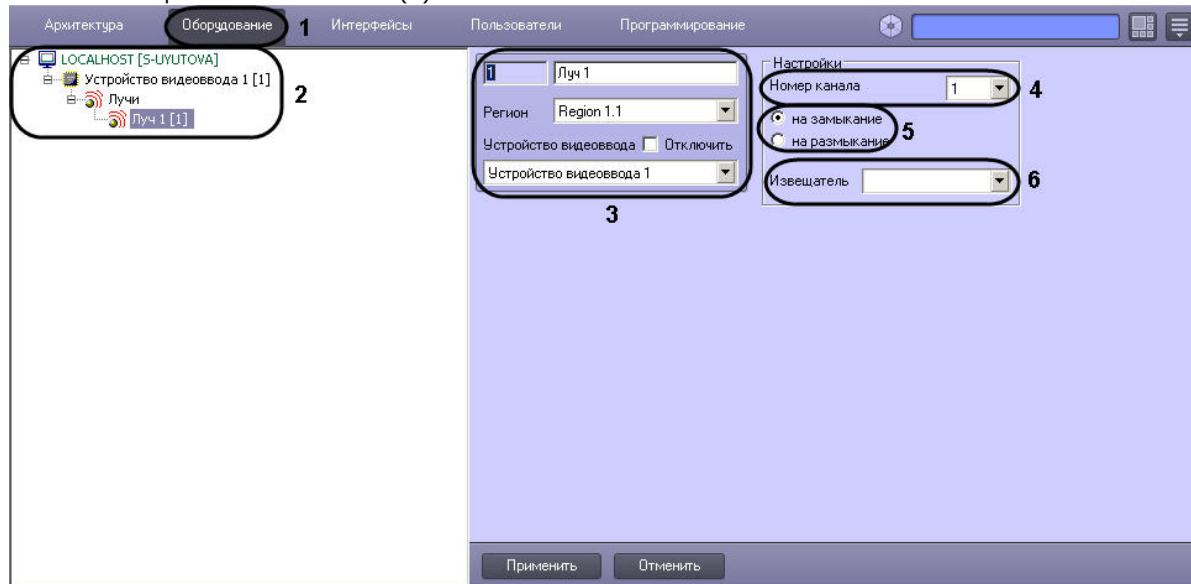 Архитектура Оборудование 1 Интерфейсы Пользователи Программирование
LOCALHOST [S-UYUTOVA]
Устройство видеоввода 1 [1]
Лучи
Луч 1 [1]
2
1 Луч 1
Регион Region 1.1
Устройство видеоввода Отключить
Устройство видеоввода 1
3
Настройки
Номер канала 1 4
на замыкание
на размыкание
5
Извещатель 6
Применить Отменить